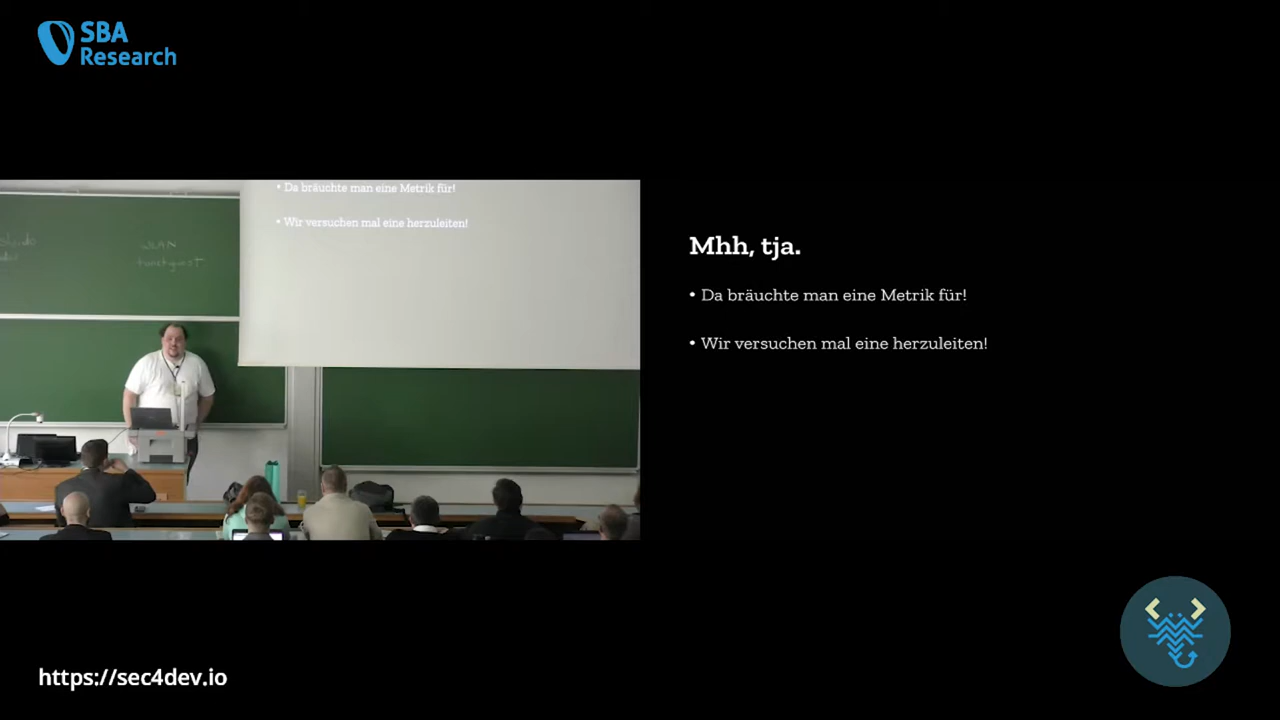 SBA
Research
• Da bräuchte man eine Metrik für!
• Wir versuchen mal eine herzuleiten!
WLAN
Mhh, tja.
• Da bräuchte man eine Metrik für!
• Wir versuchen mal eine herzuleiten!
https://sec4dev.io